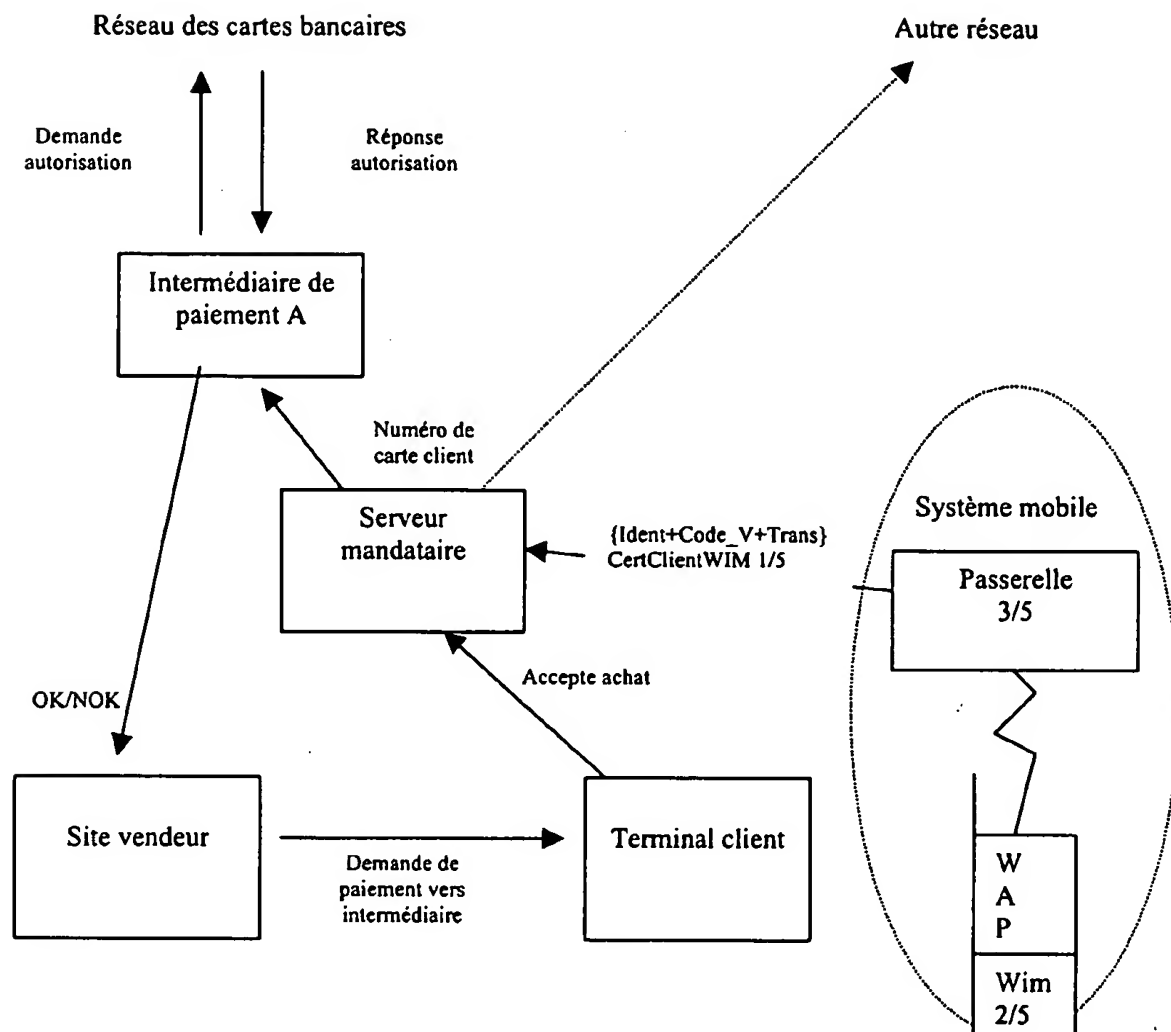 Réseau des cartes bancaires
Autre réseau
Demande
autorisation
Réponse
autorisation
Intermédiaire de
paiement A
Numéro de
carte client
Serveur
mandataire
{Ident+Code_V+Trans}
CertClientWIM 1/5
Système mobile
Passerelle
3/5
Accepte achat
OK/NOK
Site vendeur
Demande de
paiement vers
intermédiaire
Terminal client
W
A
P
Wim
2/5